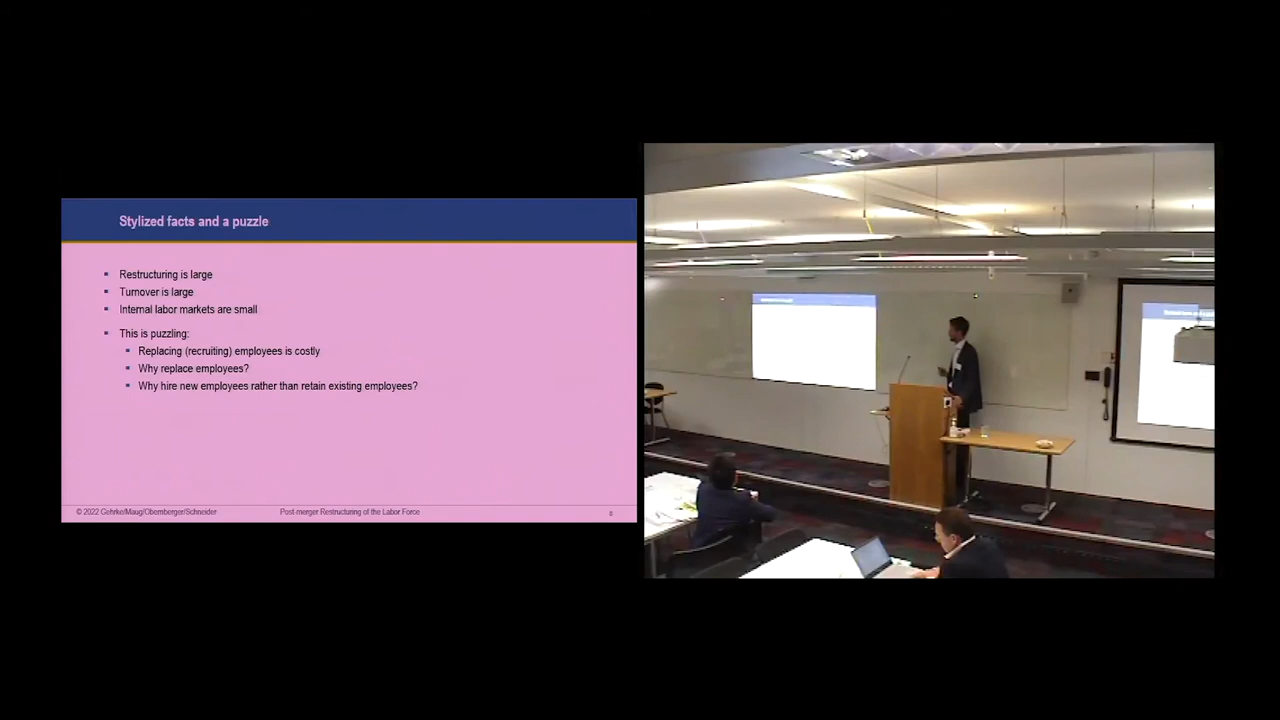 Stylized facts and a puzzle
Restructuring is large
Turnover is large
Internal labor markets are small
This is puzzling:
Replacing (recruiting) employees is costly
Why replace employees?
Why hire new employees rather than retain existing employees?
© 2022 Gehrke/Maug/Obernberger/Schneider
Post-merger Restructuring of the Labor Force